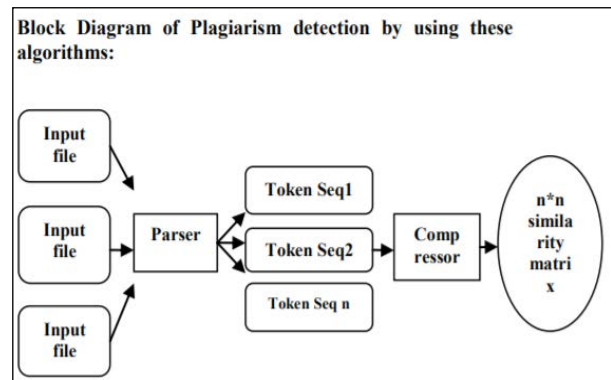 Block Diagram of Plagiarism detection by using these
algorithms:
Input
file
Input
file
Input
file
Parser
Token Seq1
Token Seq2
Token Seq n
Comp
ressor
n*n
simila
rity
matri
x